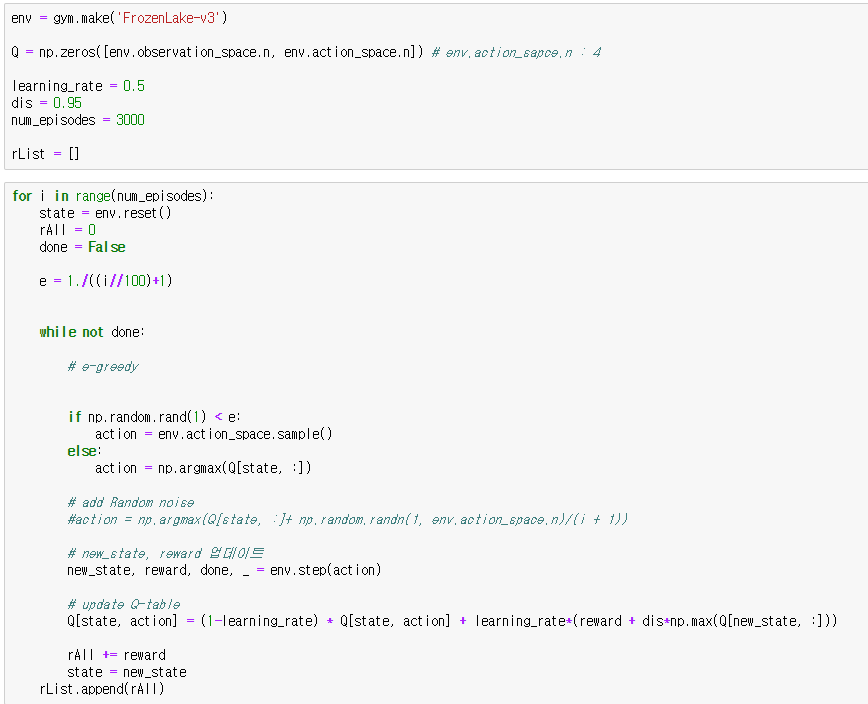 env = gym.make('FrozenLake-v3')
Q = np.zeros([env.observation_space.n, env.action_space.n]) # env.action_sapce.n : 4
learning_rate = 0.5
dis = 0.95
num_episodes = 3000
rList = []
for i in range(num_episodes):
    state = env.reset()
    rAll = 0
    done = False
    e = 1./((i//100)+1)
    while not done:
        # e-greedy
        if np.random.rand(1) < e:
            action = env.action_space.sample()
        else:
            action = np.argmax(Q[state, :])
        # add Random noise
        #action = np.argmax(Q[state, :]+ np.random.randn(1, env.action_space.n)/(i + 1))
        # new_state, reward 업데이트
        new_state, reward, done, _ = env.step(action)
        # update Q-table
        Q[state, action] = (1-learning_rate) * Q[state, action] + learning_rate*(reward + dis*np.max(Q[new_state, :]))
        rAll += reward
        state = new_state
    rList.append(rAll)